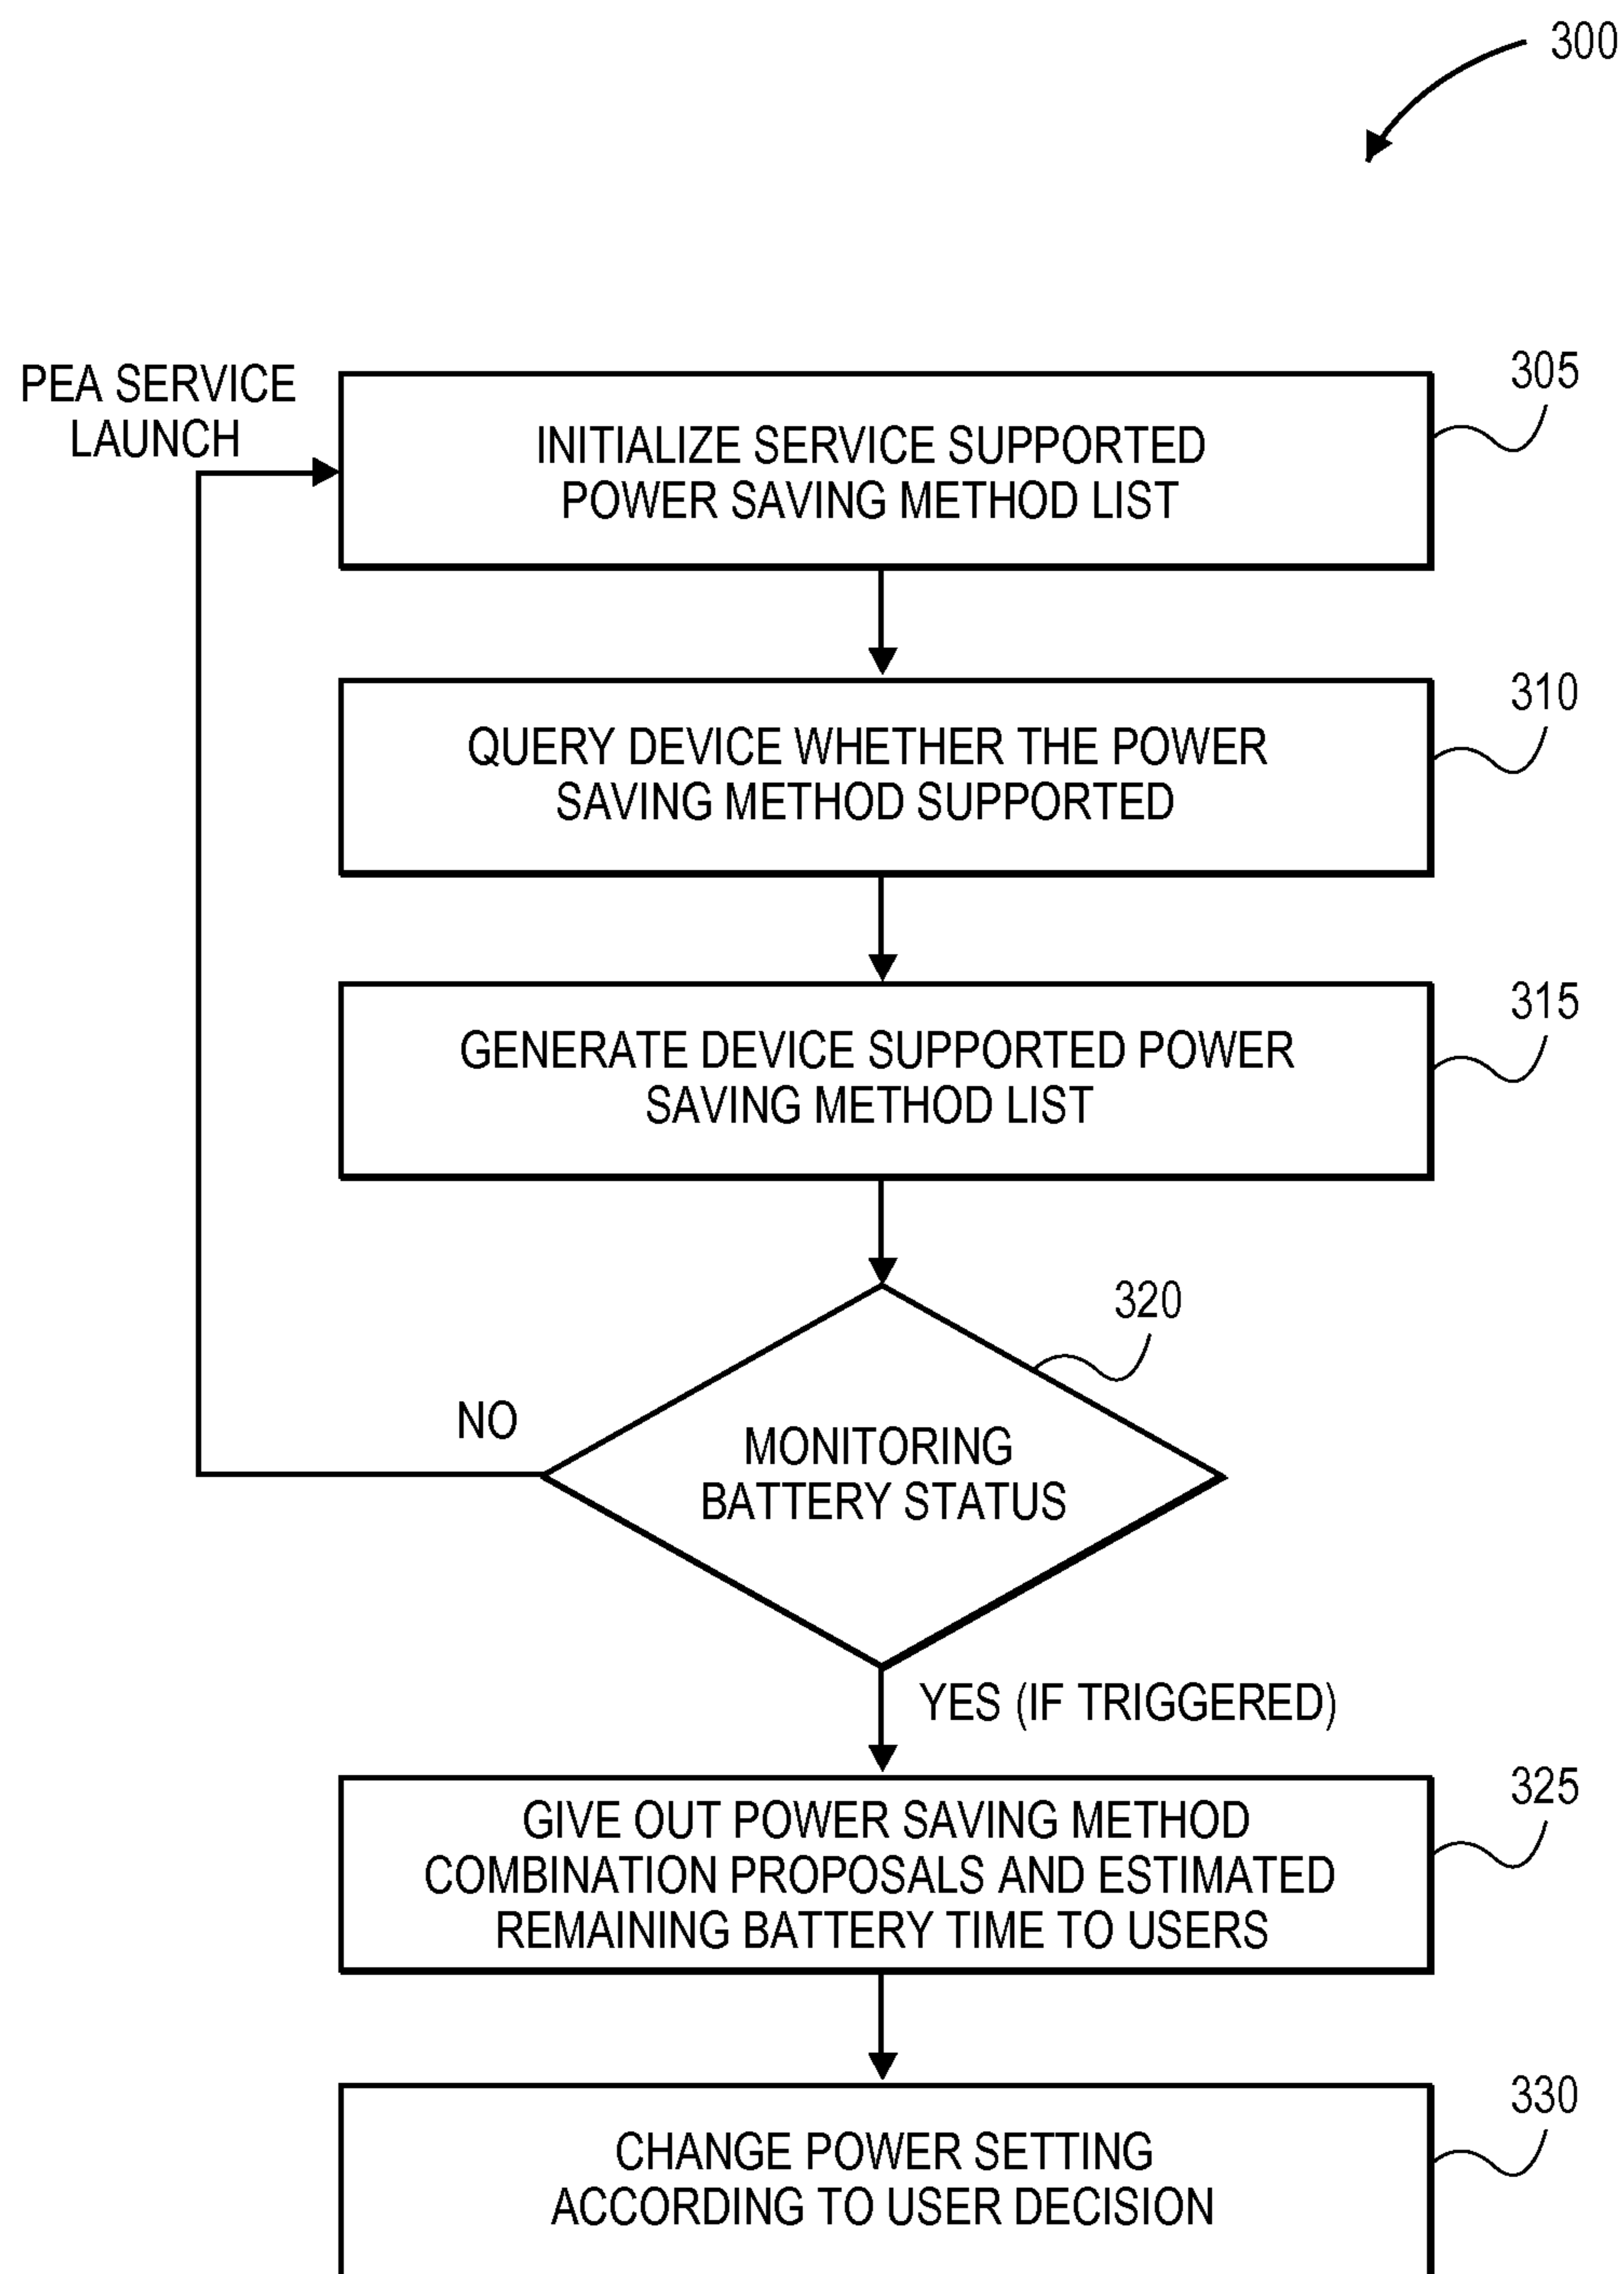 300
PEA SERVICE
LAUNCH
305
INITIALIZE SERVICE SUPPORTED
POWER SAVING METHOD LIST
310
QUERY DEVICE WHETHER THE POWER
SAVING METHOD SUPPORTED
315
GENERATE DEVICE SUPPORTED POWER
SAVING METHOD LIST
320
NO
MONITORING
BATTERY STATUS
YES (IF TRIGGERED)
325
GIVE OUT POWER SAVING METHOD
COMBINATION PROPOSALS AND ESTIMATED
REMAINING BATTERY TIME TO USERS
330
CHANGE POWER SETTING
ACCORDING TO USER DECISION